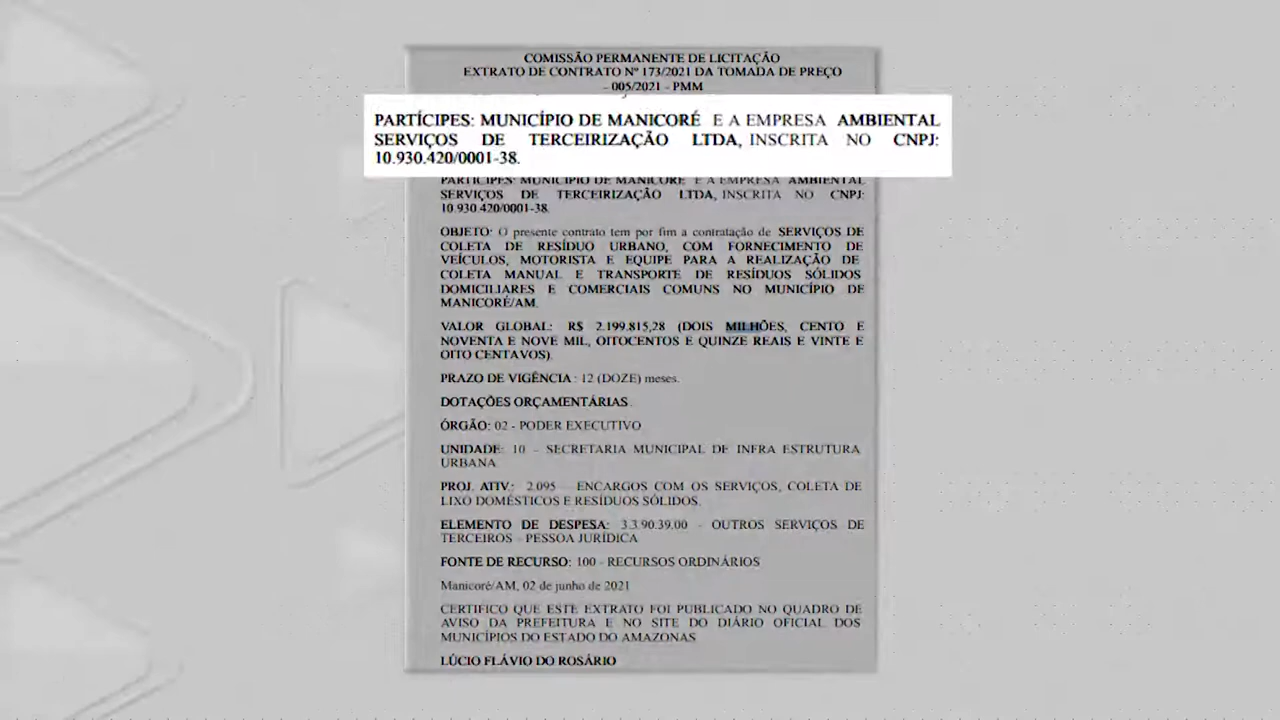 COMISSÃO PERMANENTE DE LICITAÇÃO
EXTRATO DE CONTRATO Nº 173/2021 DA TOMADA DE PREÇO
- 005/2021 - PMM
PARTÍCIPES: MUNICÍPIO DE MANICORÉ E A EMPRESA AMBIENTAL
SERVIÇOS DE TERCEIRIZAÇÃO LTDA, INSCRITA NO CNPJ:
10.930.420/0001-38.
PARTÍCIPES: MUNICÍPIO DE MANICORÉ E A EMPRESA AMBIENTAL
SERVIÇOS DE TERCEIRIZAÇÃO LTDA, INSCRITA NO CNPJ:
10.930.420/0001-38.
OBJETO: O presente contrato tem por fim a contratação de SERVIÇOS DE
COLETA DE RESÍDUO URBANO, COM FORNECIMENTO DE
VEÍCULOS, MOTORISTA E EQUIPE PARA A REALIZAÇÃO DE
COLETA MANUAL E TRANSPORTE DE RESÍDUOS SÓLIDOS
DOMICILIARES E COMERCIAIS COMUNS NO MUNICÍPIO DE
MANICORÉ/AM.
VALOR GLOBAL: R$ 2.199.815,28 (DOIS MILHÕES, CENTO E
NOVENTA E NOVE MIL, OITOCENTOS E QUINZE REAIS E VINTE E
OITO CENTAVOS).
PRAZO DE VIGÊNCIA : 12 (DOZE) meses.
DOTAÇÕES ORÇAMENTÁRIAS.
ÓRGÃO: 02 - PODER EXECUTIVO
UNIDADE: 10 - SECRETARIA MUNICIPAL DE INFRA ESTRUTURA
URBANA
PROJ. ATIV.: 2.095 - ENCARGOS COM OS SERVIÇOS, COLETA DE
LIXO DOMÉSTICOS E RESÍDUOS SÓLIDOS.
ELEMENTO DE DESPESA: 3.3.90.39.00 - OUTROS SERVIÇOS DE
TERCEIROS - PESSOA JURÍDICA
FONTE DE RECURSO: 100 - RECURSOS ORDINÁRIOS
Manicoré/AM, 02 de junho de 2021
CERTIFICO QUE ESTE EXTRATO FOI PUBLICADO NO QUADRO DE
AVISO DA PREFEITURA E NO SITE DO DIÁRIO OFICIAL DOS
MUNICÍPIOS DO ESTADO DO AMAZONAS
LÚCIO FLÁVIO DO ROSÁRIO